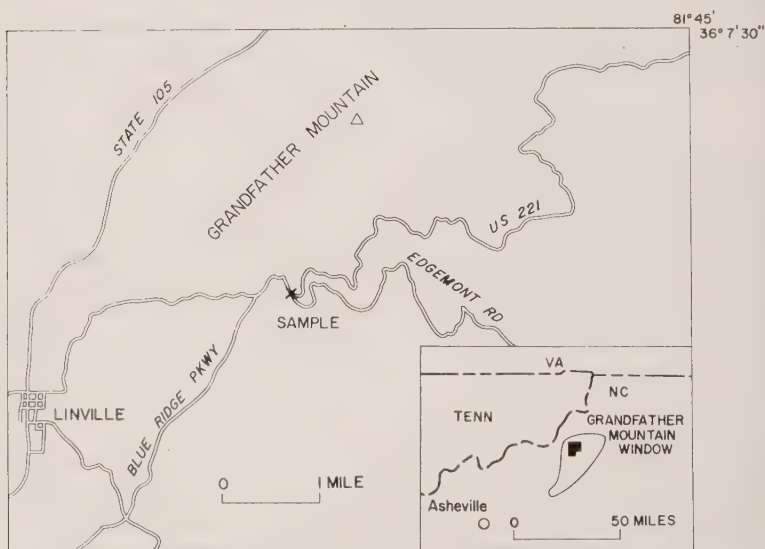 81°45'
36°7'30"
STATE 105
GRANDFATHER MOUNTAIN
US 221
EDGEMONT RD
SAMPLE
BLUE RIDGE PKWY
LINVILLE
0 1 MILE
VA
NC
TENN
GRANDFATHER
MOUNTAIN
WINDOW
Asheville
0 50 MILES